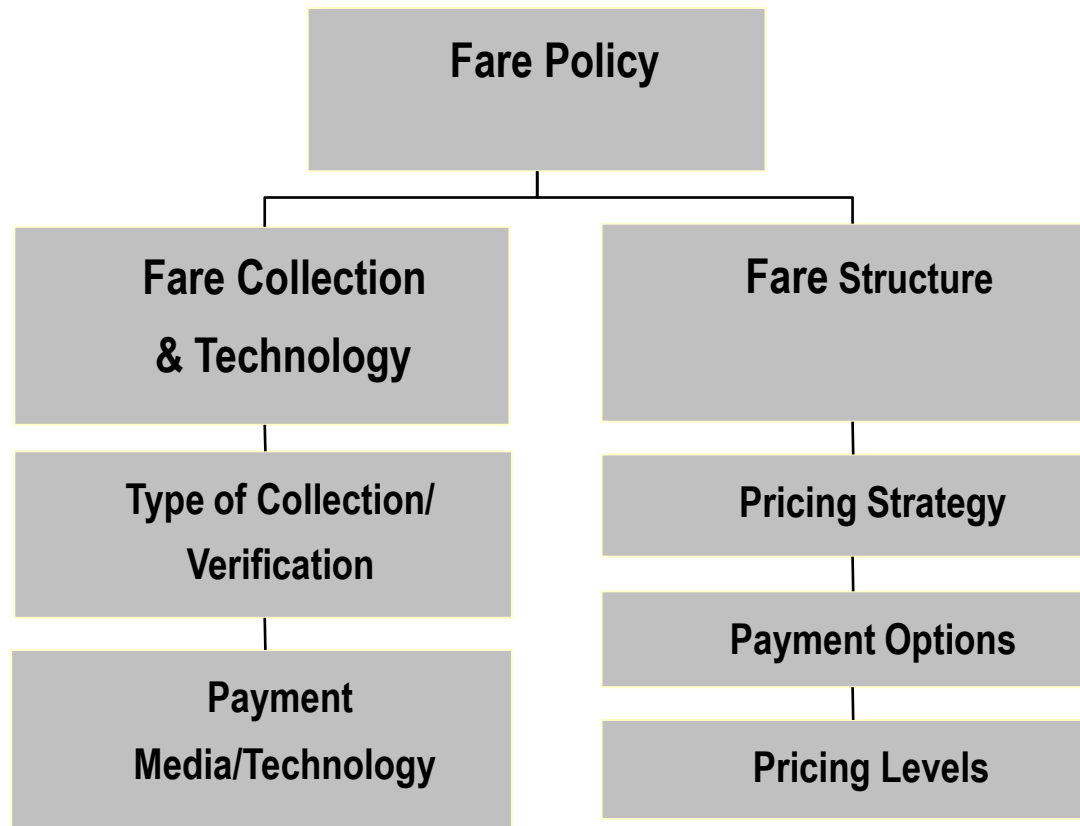 Fare Policy
Fare Collection
& Technology
Type of Collection/
Verification
Payment
Media/Technology
Fare Structure
Pricing Strategy
Payment Options
Pricing Levels